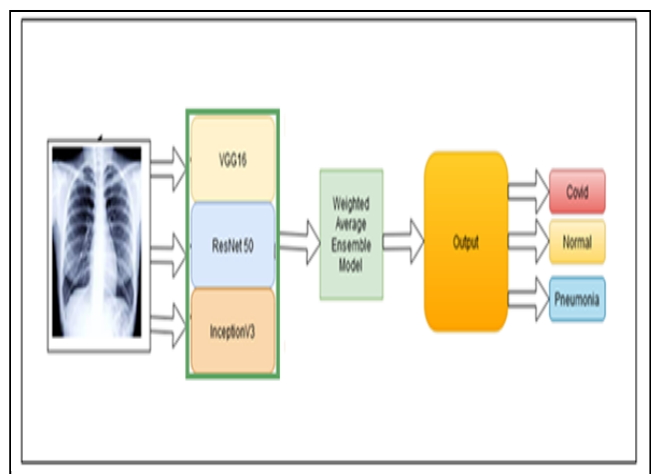 VGG16
ResNet 50
InceptionV3
Weighted
Average
Ensemble
Model
Output
Covid
Normal
Pneumonia